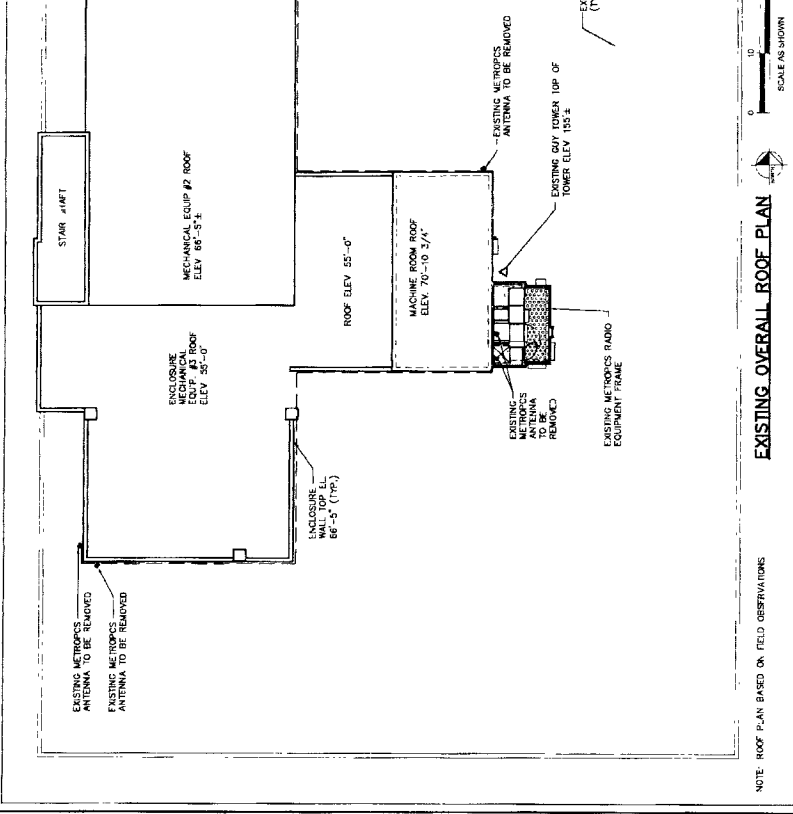 STAIR
MECHANICAL EQUIP #2 ROOF
ELEV 66'-5"±
ENCLOSURE
MECHANICAL
EQU'P. #3 ROOF
ELEV 55'-0"
ROOF ELEV 55'-0"
MACHINE ROOM ROOF
ELEV. 70'-10 3/4"
EXISTING METROPCS
ANTENNA TO BE REMOVED
EXISTING GUY TOWER TOP OF
TOWER ELEV 155'±
EXISTING
METROPCS
ANTENNA
TO BE
REMOVED
EXISTING METROPCS RADIO
EQUIPMENT FRAME
ENCLOSURE
WALL TOP EL.
66'-5" (TYP.)
EXISTING METROPCS
ANTENNA TO BE REMOVED
EXISTING METROPCS
ANTENNA TO BE REMOVED
EXISTING OVERALL ROOF PLAN
NORTH
0 10
SCALE AS SHOWN
NOTE- ROOF PLAN BASED ON FIELD OBSERVATIONS